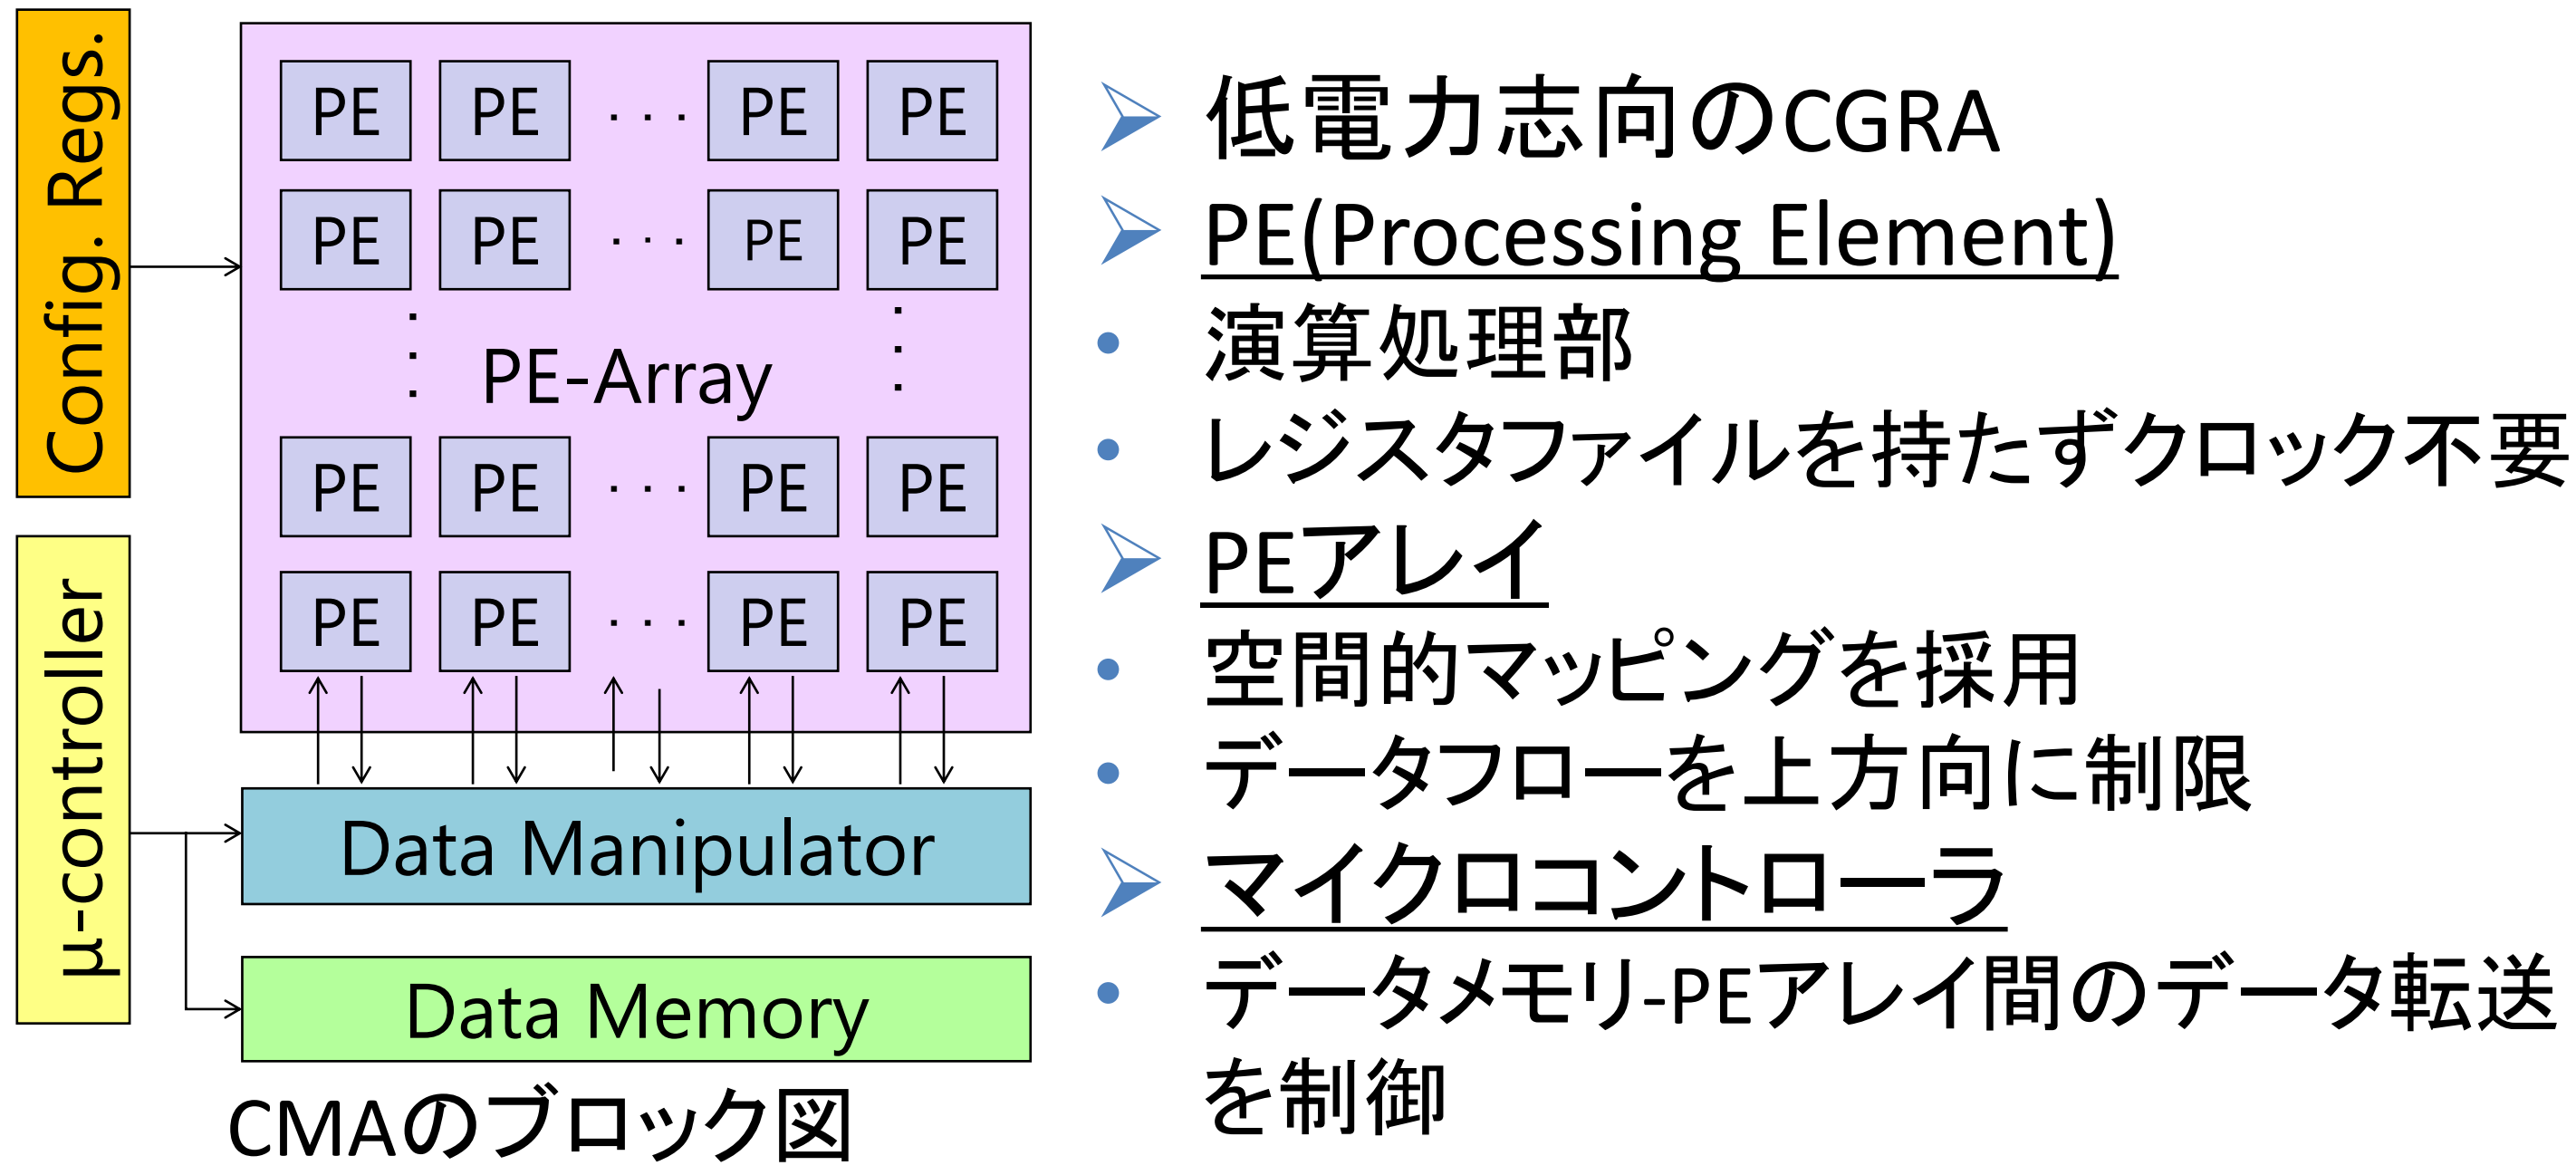 Config. Regs.
μ-controller
PE PE ・・・ PE PE
PE PE ・・・ PE PE
PE-Array
PE PE ・・・ PE PE
PE PE ・・・ PE PE
Data Manipulator
Data Memory
CMAのブロック図
低電力志向のCGRA
PE(Processing Element)
演算処理部
レジスタファイルを持たずクロック不要
PEアレイ
空間的マッピングを採用
データフローを上方向に制限
マイクロコントローラ
データメモリ-PEアレイ間のデータ転送
を制御